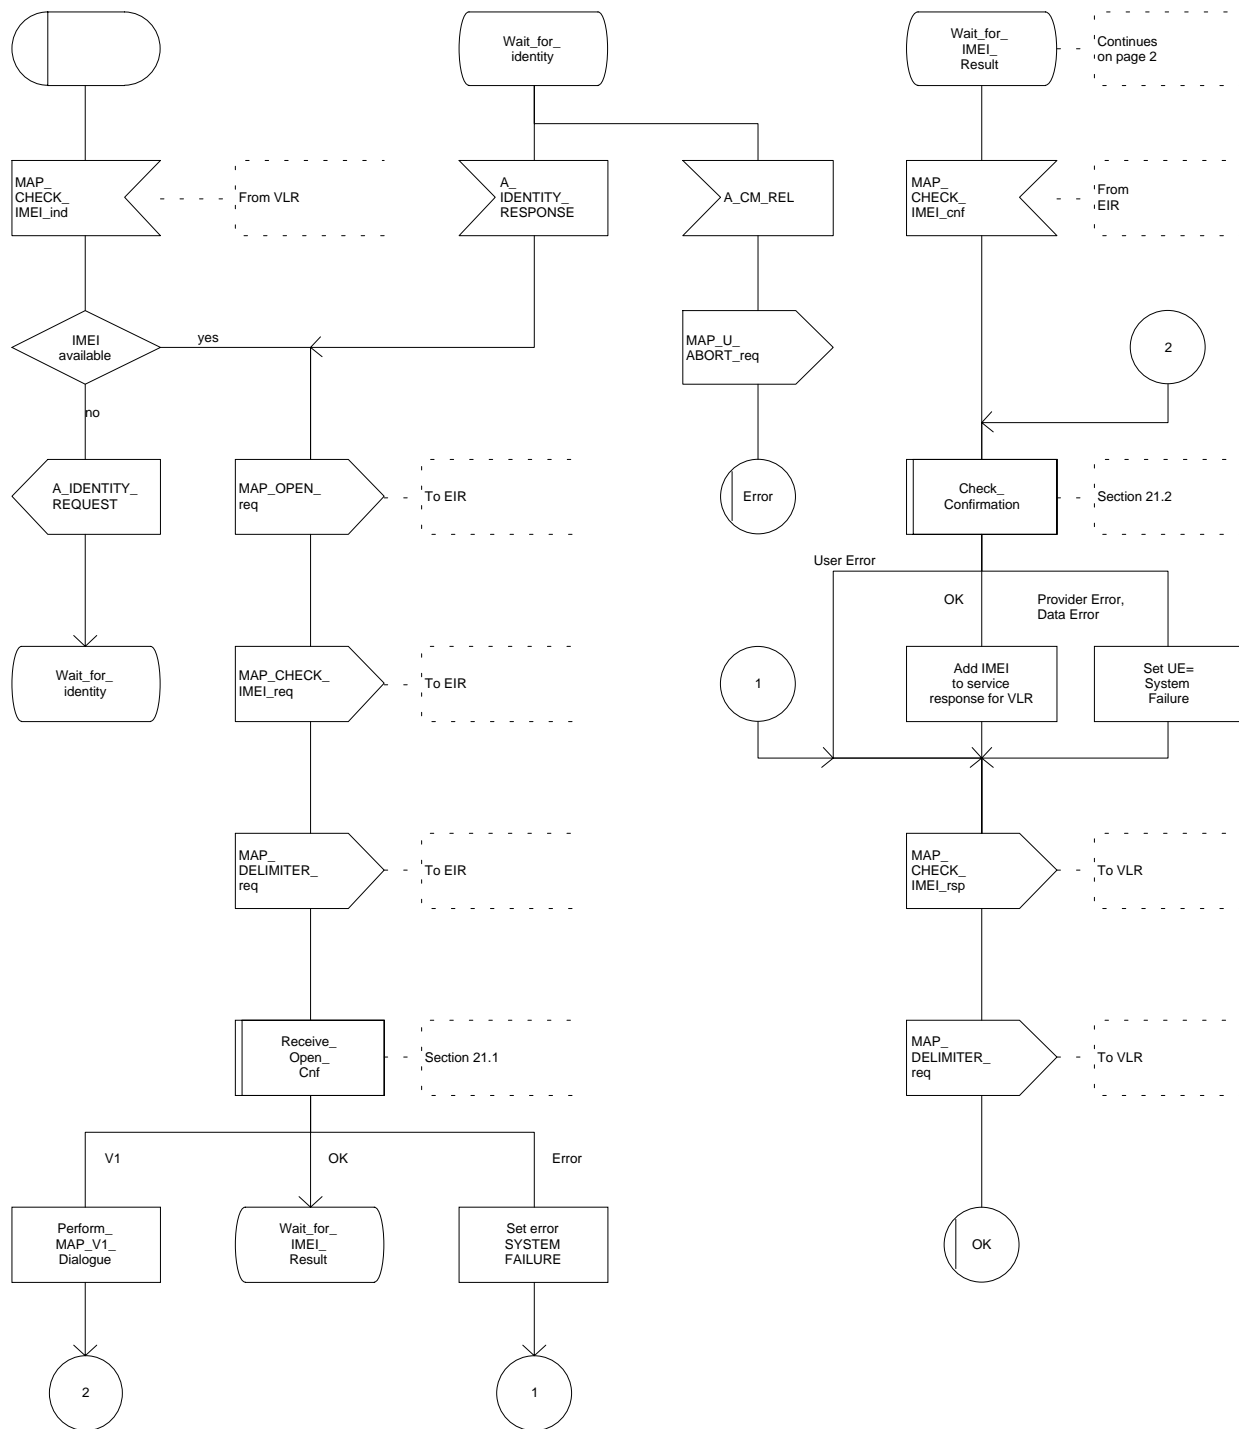 Wait_for_
identity
Wait_for_
IMEI_
Result
Continues
on page 2
MAP_
CHECK_
IMEI_ind
From VLR
A_
IDENTITY_
RESPONSE
A_CM_REL
MAP_
CHECK_
IMEI_cnf
From
EIR
IMEI
available
yes
MAP_U_
ABORT_req
2
no
A_IDENTITY_
REQUEST
MAP_OPEN_
req
To EIR
Error
Check_
Confirmation
Section 21.2
User Error
OK
Provider Error,
Data Error
Wait_for_
identity
MAP_CHECK_
IMEI_req
To EIR
1
Add IMEI
to service
response for VLR
Set UE=
System
Failure
MAP_
DELIMITER_
req
To EIR
MAP_
CHECK_
IMEI_rsp
To VLR
Receive_
Open_
Cnf
Section 21.1
MAP_
DELIMITER_
req
To VLR
V1
OK
Error
Perform_
MAP_V1_
Dialogue
Wait_for_
IMEI_
Result
Set error
SYSTEM
FAILURE
OK
2
1